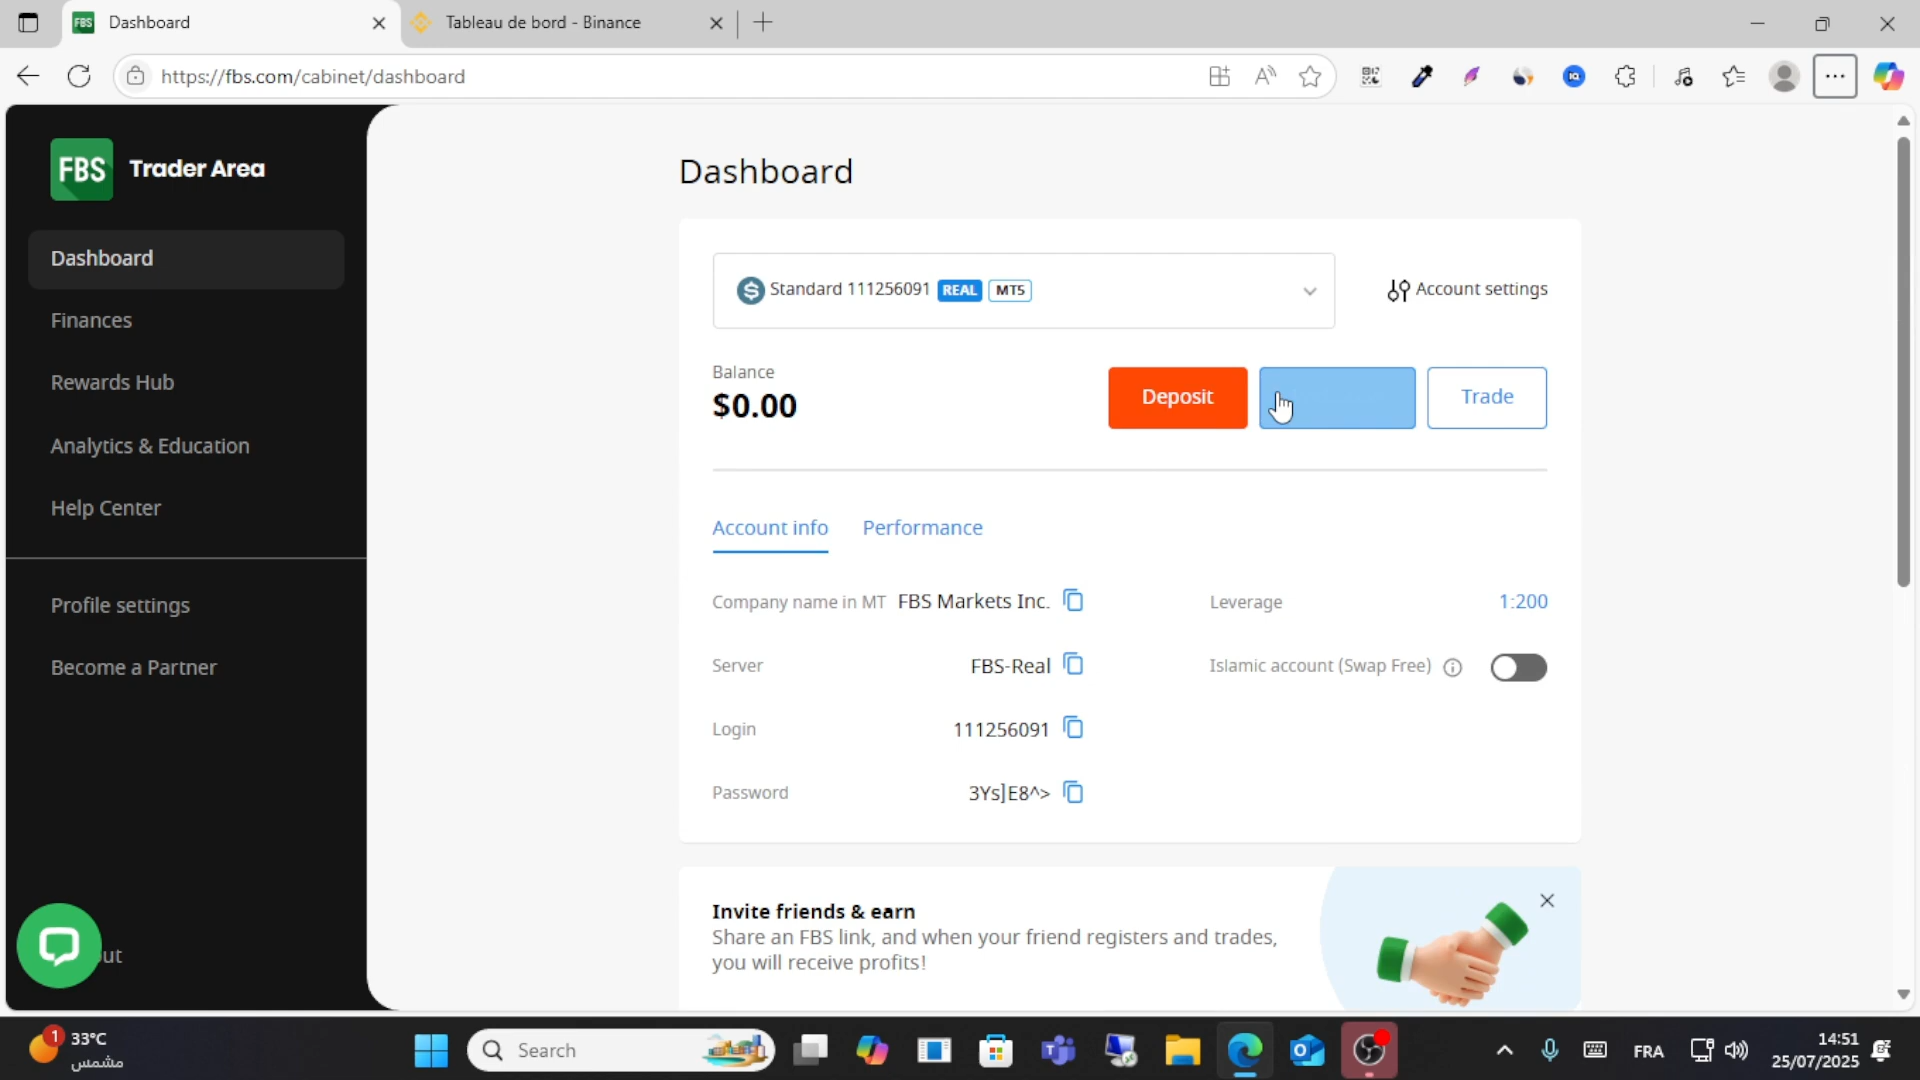 Dashboard
Tableau de bord - Binance
https://fbs.com/cabinet/dashboard
FBS
Trader Area
Dashboard
Finances
Rewards Hub
Analytics & Education
Help Center
Profile settings
Become a Partner
ut
Dashboard
Standard 111256091 REAL MT5
Account settings
Balance
$0.00
Deposit
Trade
Account info
Performance
Company name in MT FBS Markets Inc.
Leverage 1:200
Server FBS-Real
Islamic account (Swap Free)
Login 111256091
Password 3Ys]E8^>
Invite friends & earn
Share an FBS link, and when your friend registers and trades,
you will receive profits!
1
33°C
مشمس
Search
FRA
14:51
25/07/2025